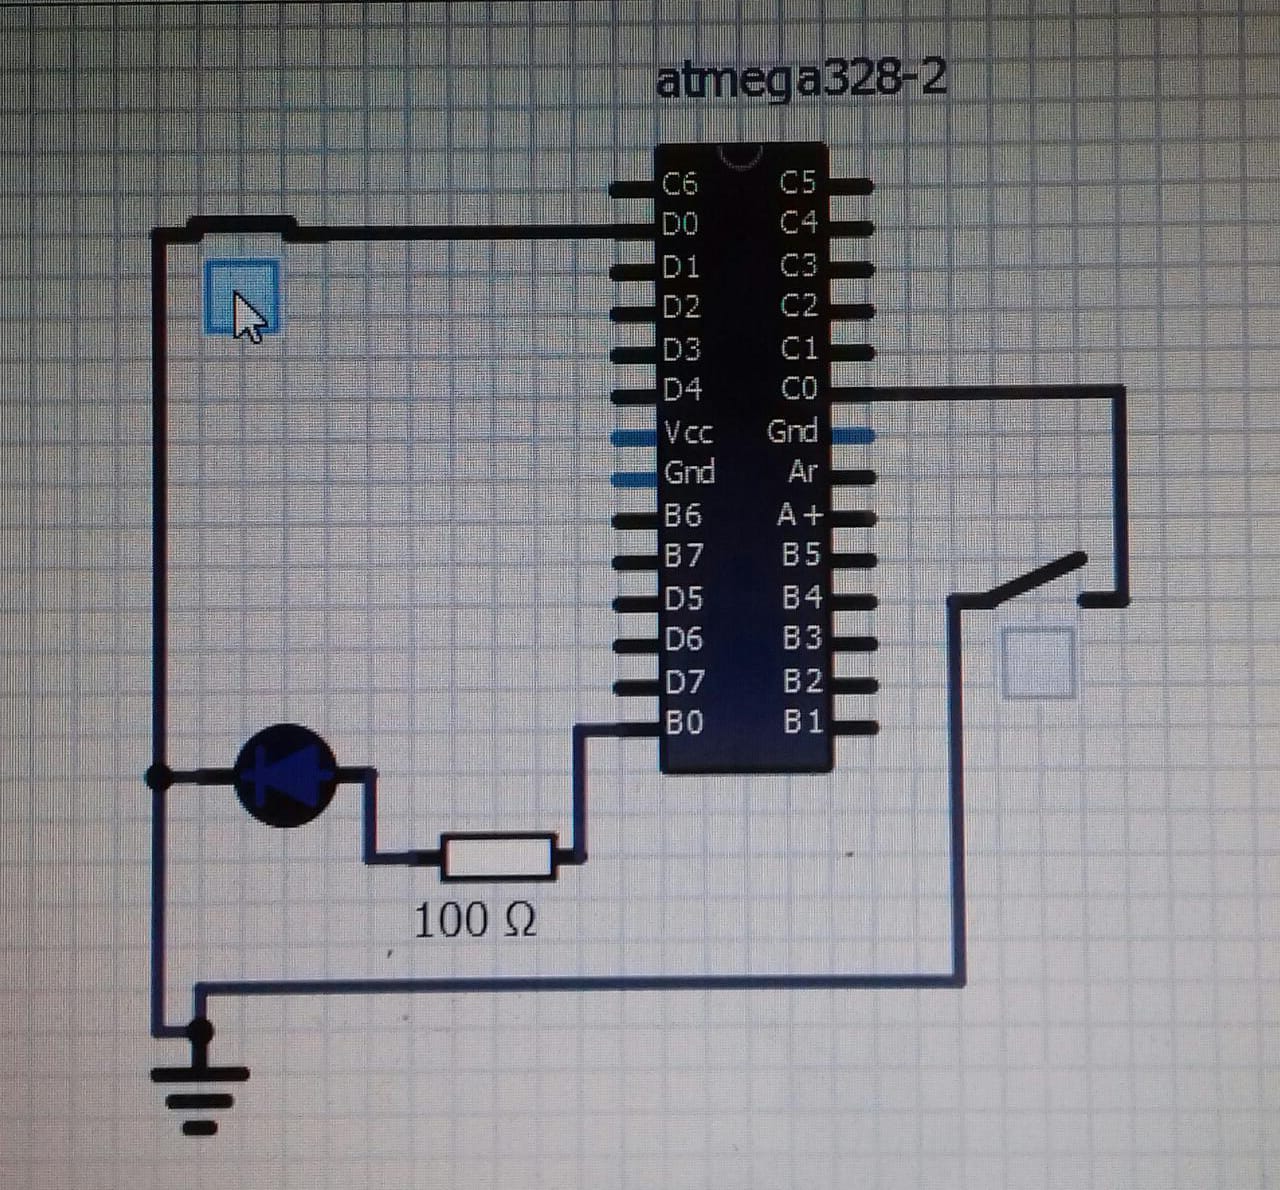 atmega328-2
C6 C5
D0 C4
D1 C3
D2 C2
D3 C1
D4 C0
Vcc Gnd
Gnd Ar
B6 A+
B7 B5
D5 B4
D6 B3
D7 B2
B0 B1
100 Ω